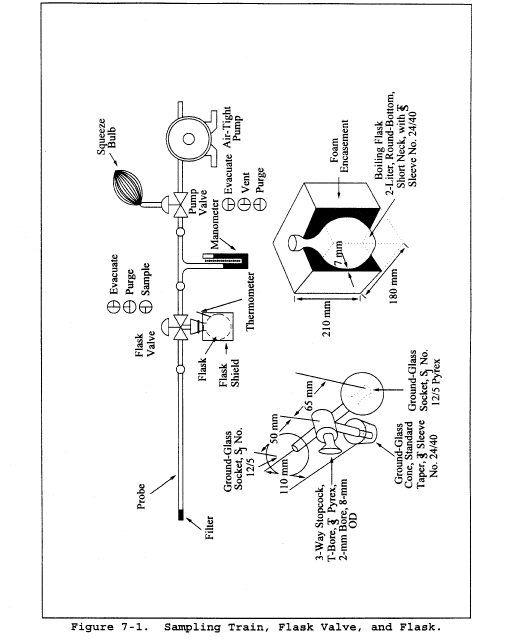 Squeeze
Bulb
Air-Tight
Pump
Pump
Valve
Evacuate
Vent
Purge
Manometer
Evacuate
Purge
Sample
Flask
Valve
Thermometer
Flask
Flask
Shield
Probe
Filter
Foam
Encasement
Boiling Flask
2-Liter, Round-Bottom,
Short Neck, with
Sleeve No. 24/40
7 mm
210 mm
180 mm
Ground-Glass
Socket, No.
12/5
110 mm
50 mm
65 mm
3-Way Stopcock,
T-Bore, Pyrex,
2-mm Bore, 8-mm
OD
Ground-Glass
Cone, Standard
Taper, Sleeve
No. 24/40
Ground-Glass
Socket, No.
12/5 Pyrex
Figure 7-1. Sampling Train, Flask Valve, and Flask.